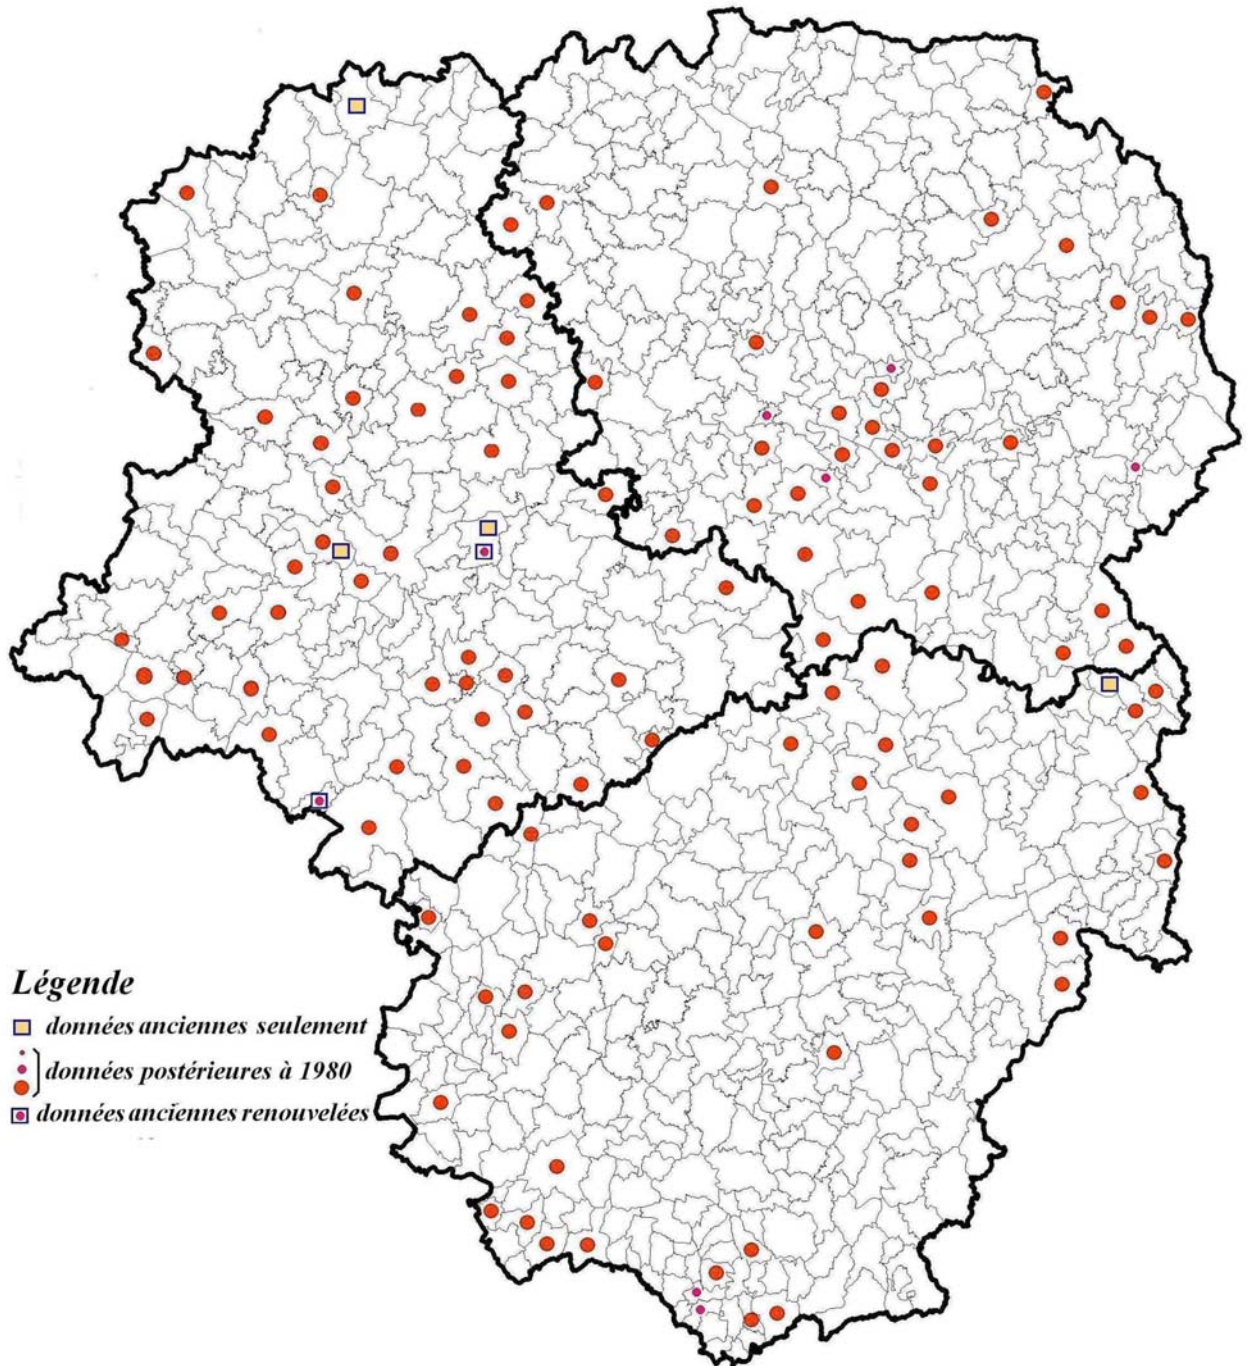 Légende
données anciennes seulement
données postérieures à 1980
données anciennes renouvelées